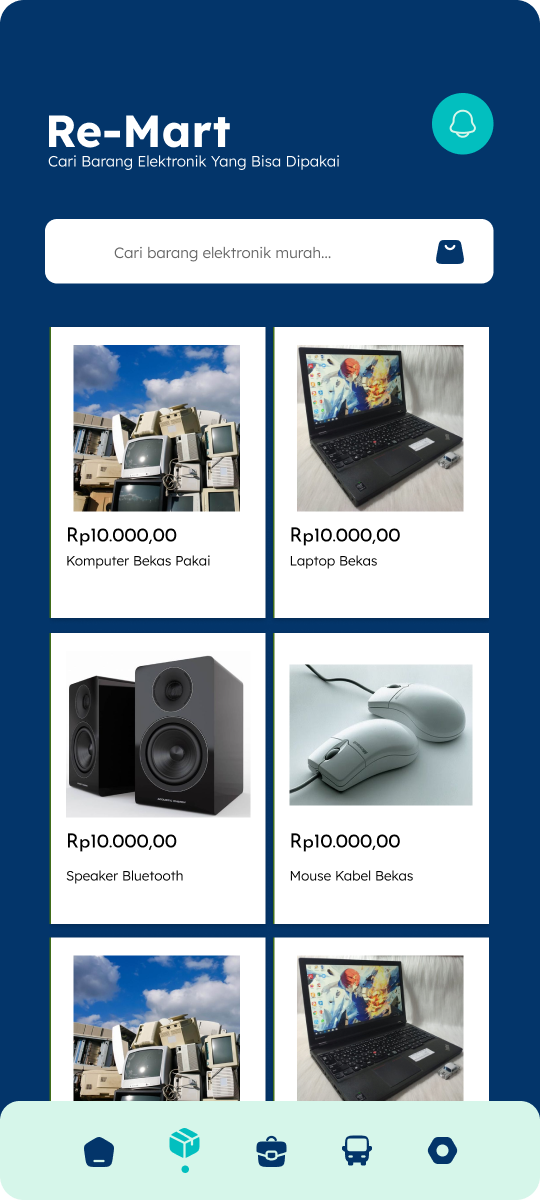 Re-Mart
Cari Barang Elektronik Yang Bisa Dipakai
Cari barang elektronik murah...
Rp10.000,00
Komputer Bekas Pakai
Rp10.000,00
Laptop Bekas
Rp10.000,00
Speaker Bluetooth
Rp10.000,00
Mouse Kabel Bekas